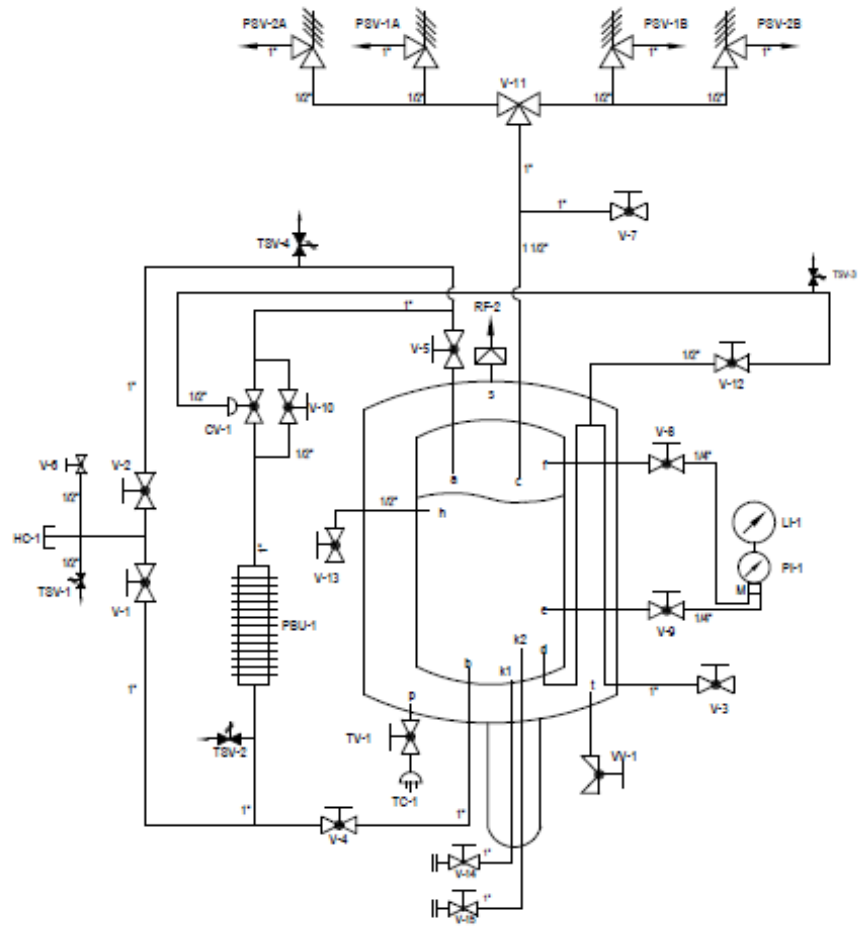 PSV-2A PSV-1A PSV-1B PSV-2B
1" 1" 1" 1"
V-11
1/2" 1/2" 1/2" 1/2"
1"
1"
V-7
TSV-4
1 1/2"
TSV-3
1"
RF-2
V-5
1/2"
V-12
1"
s
1/2"
V-10
CV-1
V-8
1/2"
V-6
V-2
a c f
1/4"
1/2"
1/2"
h
LI-1
HC-1
1/2"
1"
V-13
PI-1
TSV-1
V-1
M
PBU-1
e
1/4"
V-9
k2
b d
k1
1"
t
1"
V-3
p
TSV-2
TV-1
VV-1
TC-1
1" 1"
V-4
1"
V-14
1"
V-15